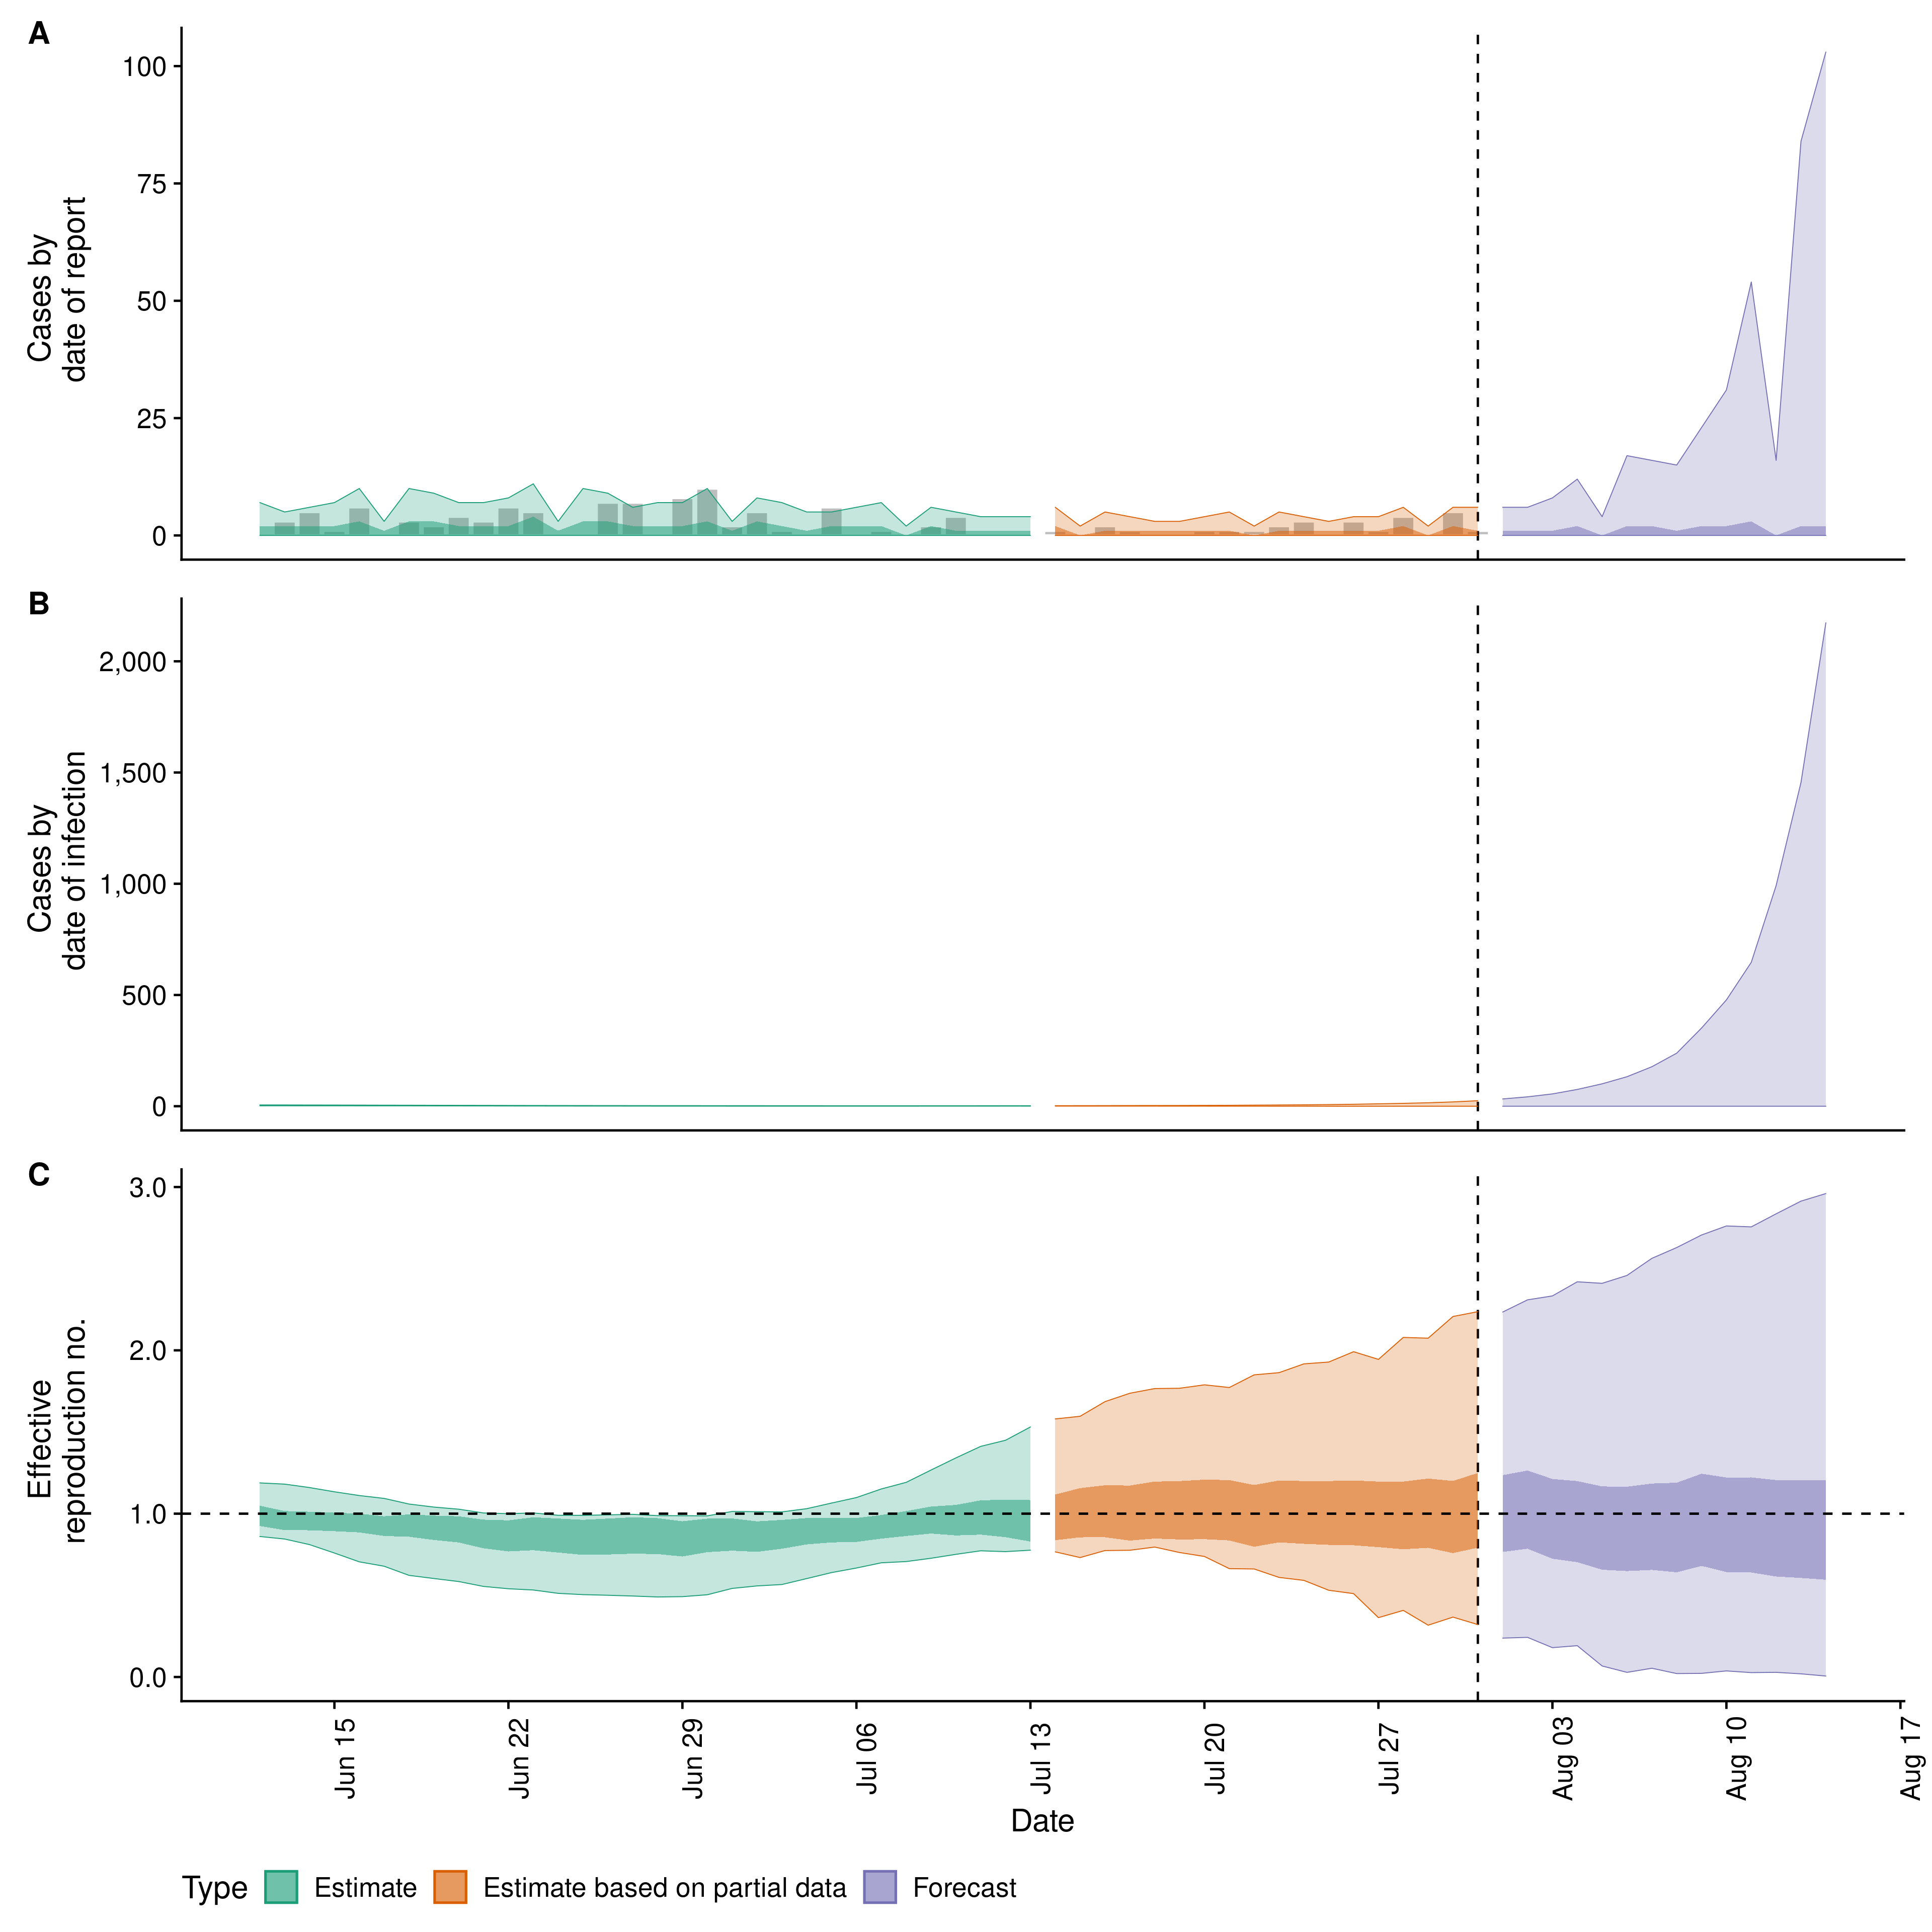 A
100
75
50
25
0
Cases by
date of report
B
2,000
1,500
1,000
500
0
Cases by
date of infection
C
3.0
2.0
1.0
0.0
Effective
reproduction no.
Jun 15
Jun 22
Jun 29
Jul 06
Jul 13
Jul 20
Jul 27
Aug 03
Aug 10
Aug 17
Date
Type Estimate Estimate based on partial data Forecast